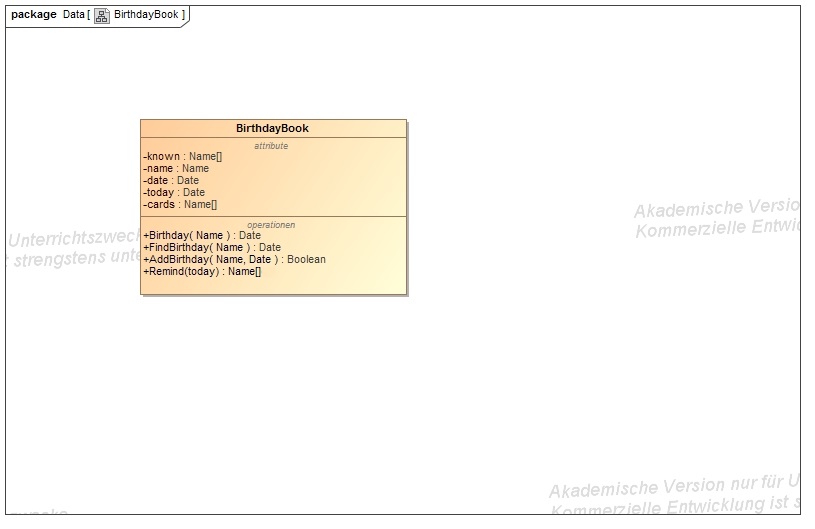 package Data [ BirthdayBook ]
BirthdayBook
attribute
-known : Name[]
-name : Name
-date : Date
-today : Date
-cards : Name[]
operationen
+Birthday( Name ) : Date
+FindBirthday( Name ) : Date
+AddBirthday( Name, Date ) : Boolean
+Remind(today) : Name[]
Akademische Versio
Kommerzielle Entwi
Unterrichtszwec
t strengstens unte
Akademische Version nur für U
Kommerzielle Entwicklung ist s